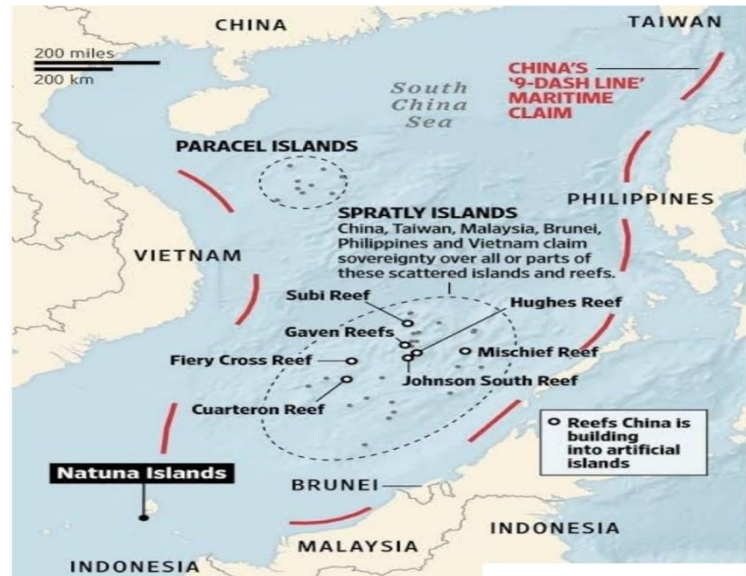 CHINA
TAIWAN
200 miles
200 km
CHINA'S
'9-DASH LINE'
MARITIME
CLAIM
South
China
Sea
PARACEL ISLANDS
PHILIPPINES
SPRATLY ISLANDS
China, Taiwan, Malaysia, Brunei,
Philippines and Vietnam claim
sovereignty over all or parts of
these scattered islands and reefs.
VIETNAM
Subi Reef
Hughes Reef
Gaven Reefs
Fiery Cross Reef
Mischief Reef
Johnson South Reef
Cuarteron Reef
Reefs China is
building
into artificial
islands
Natuna Islands
BRUNEI
INDONESIA
MALAYSIA
INDONESIA